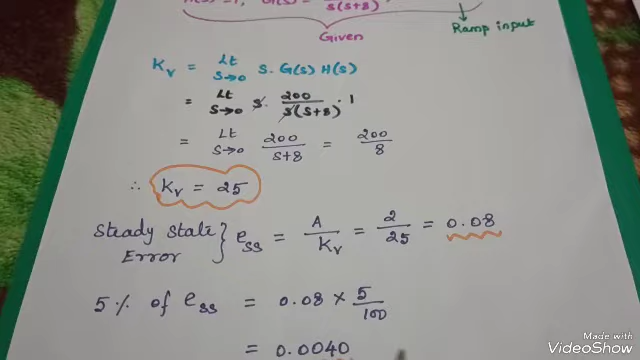 H(s) = 1, G(s) = s(s+8)
Given
Ramp input
Kv = Lt s→0 s. G(s) H(s)
= Lt s→0 s. 200/s(s+8) . 1
= Lt s→0 200/s+8 = 200/8
∴ Kv = 25
Steady State Error } ess = A/Kv = 2/25 = 0.08
5% of ess = 0.08 × 5/100
= 0.0040
Made With
VideoShow